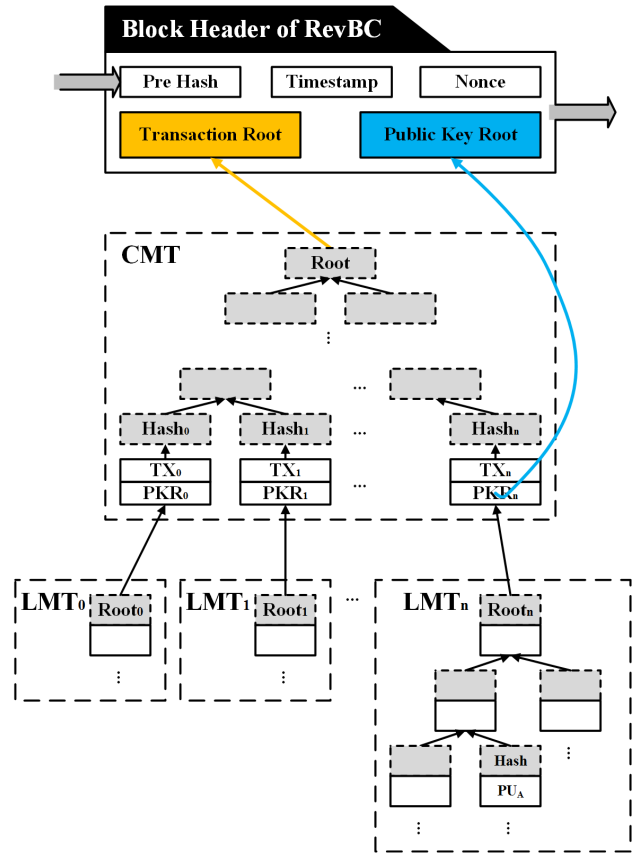 Block Header of RevBC
Pre Hash Timestamp Nonce
Transaction Root Public Key Root
CMT
Root
...
... 
Hash₀ Hash₁ ... Hashₙ
TX₀ TX₁ TXₙ
PKR₀ PKR₁ ... PKRₙ
LMT₀ LMT₁ ... LMTₙ
Root₀ Root₁ Rootₙ
... ...
...
Hash
PU_A
... ...